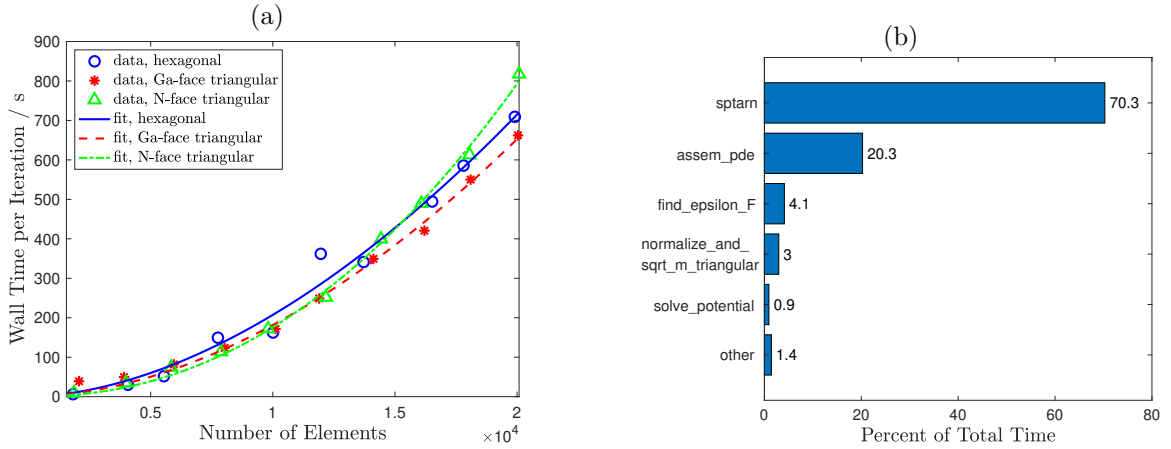 (a)
900
800
700
600
500
400
300
200
100
0
Wall Time per Iteration / s
data, hexagonal
data, Ga-face triangular
data, N-face triangular
fit, hexagonal
fit, Ga-face triangular
fit, N-face triangular
0.5 1 1.5 2
Number of Elements
×10⁴
(b)
sptarn 70.3
assem_pde 20.3
find_epsilon_F 4.1
normalize_and_
sqrt_m_triangular 3
solve_potential 0.9
other 1.4
0 20 40 60 80
Percent of Total Time